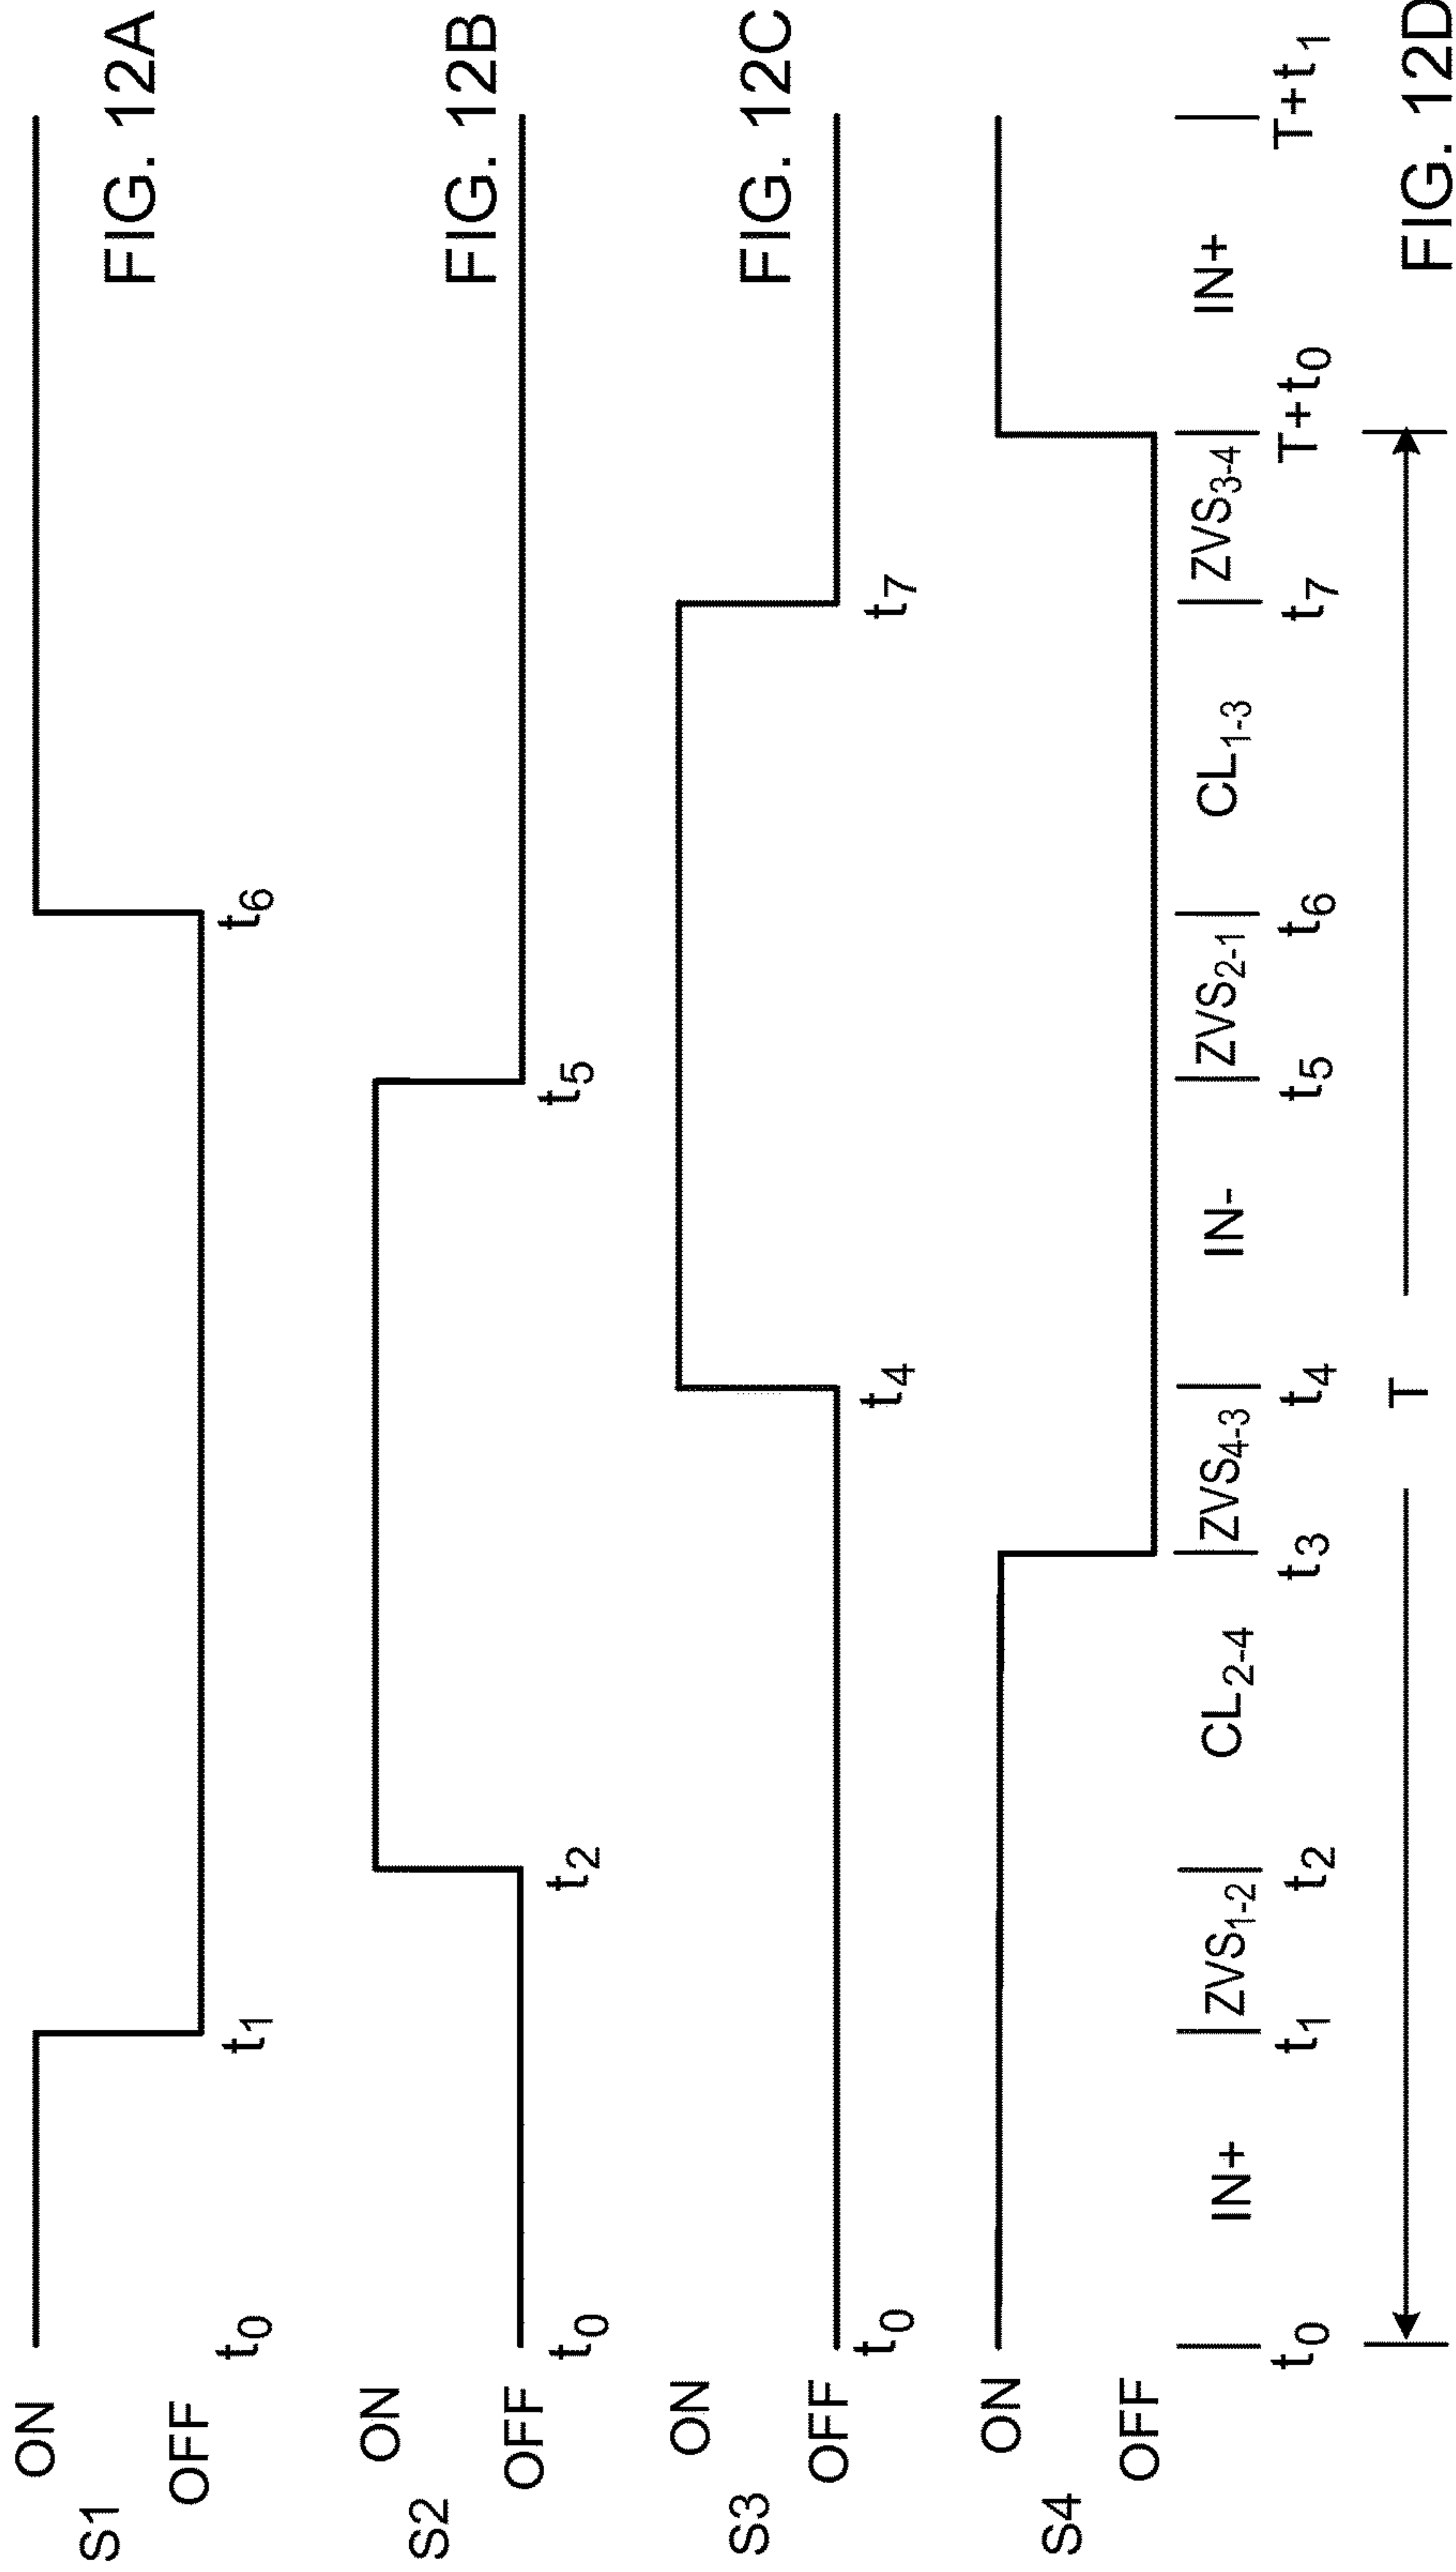 ON
S1
OFF
t0
t1
t6
FIG. 12A
ON
S2
OFF
t0
t2
t5
FIG. 12B
ON
S3
OFF
t0
t4
t7
FIG. 12C
ON
S4
OFF
IN+ ZVS1-2 CL2-4 ZVS4-3 IN- ZVS2-1 CL1-3 ZVS3-4 IN+
t0 t1 t2 t3 t4 t5 t6 t7 T+t0 T+t1
T
FIG. 12D